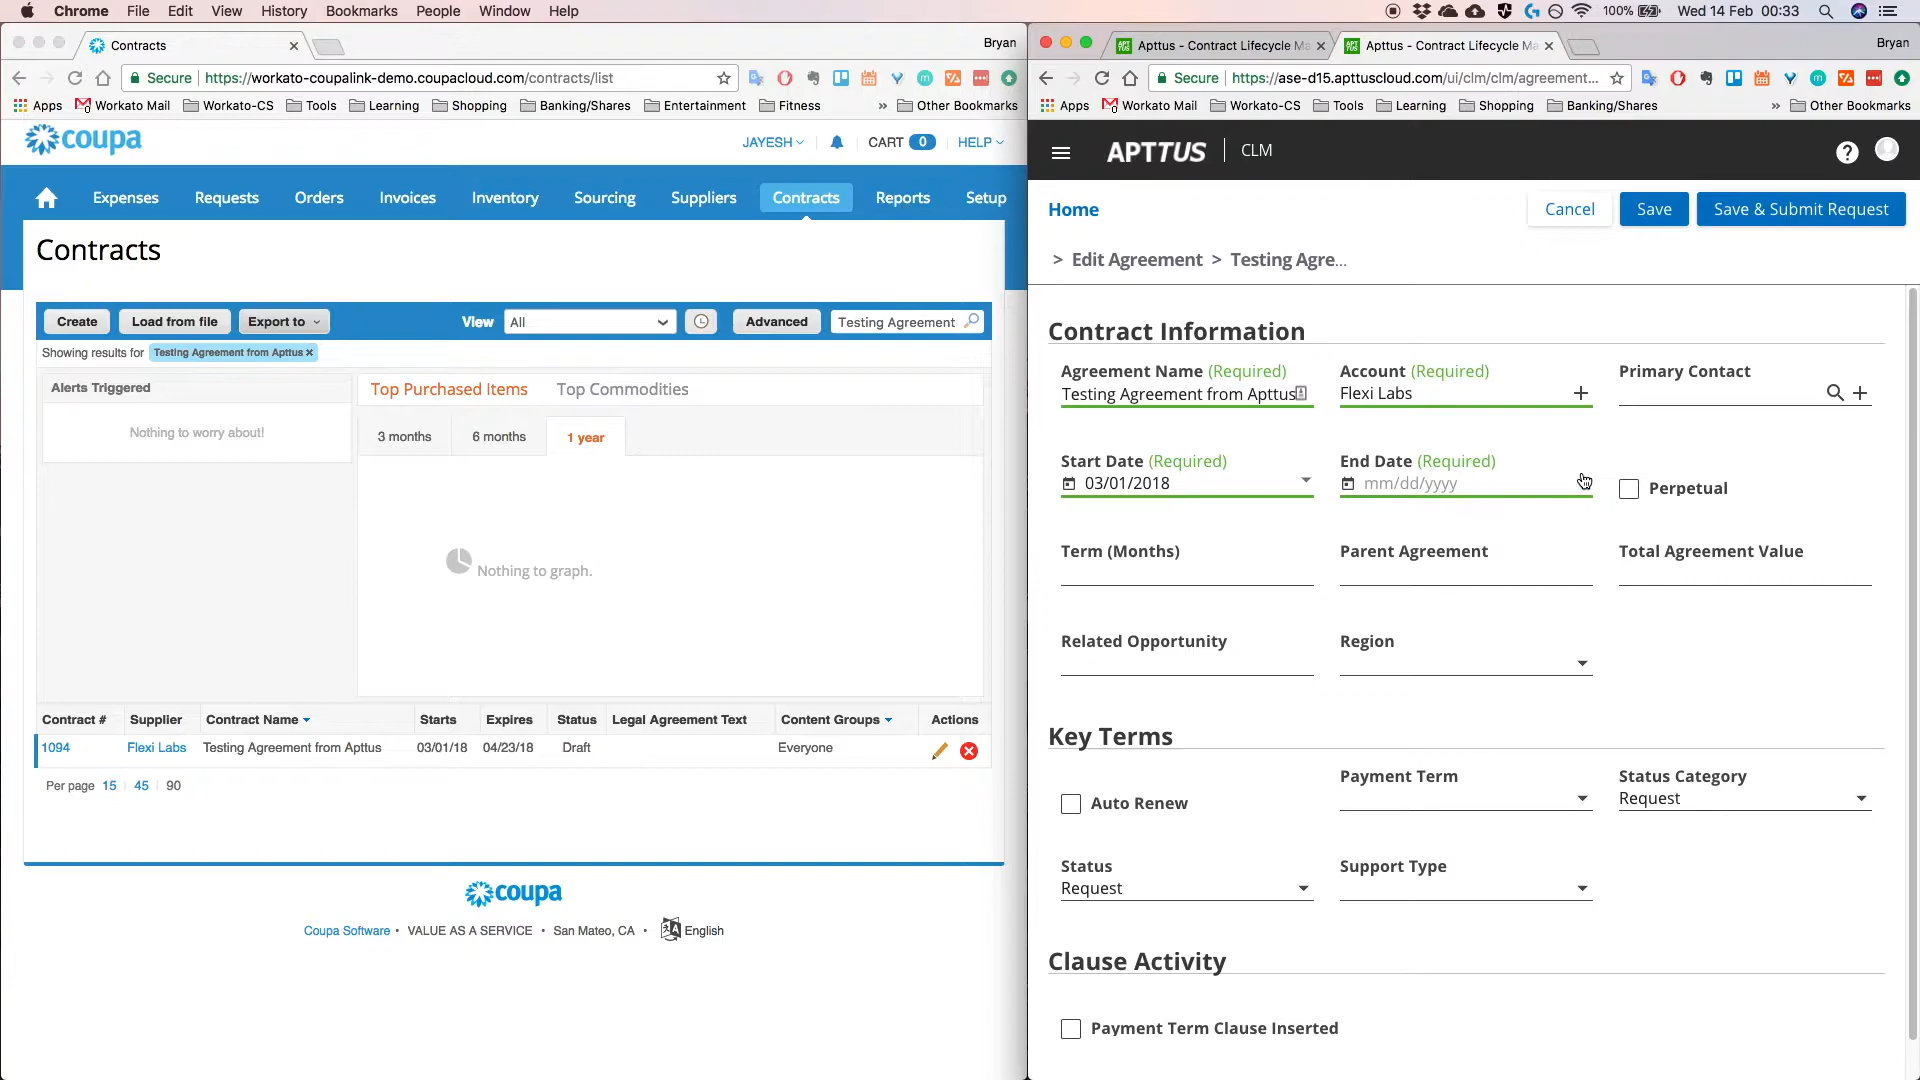 Chrome File Edit View History Bookmarks People Window Help
100% Wed 14 Feb 00:33
Contracts
Bryan
Secure https://workato-coupalink-demo.coupacloud.com/contracts/list
Apps Workato Mail Workato-CS Tools Learning Shopping Banking/Shares Entertainment Fitness » Other Bookmarks
coupa
JAYESH CART 0 HELP
Expenses Requests Orders Invoices Inventory Sourcing Suppliers Contracts Reports Setup
Contracts
Create Load from file Export to View All Advanced Testing Agreement
Showing results for Testing Agreement from Apttus ×
Alerts Triggered
Nothing to worry about!
Top Purchased Items Top Commodities
3 months 6 months 1 year
Nothing to graph.
Contract # Supplier Contract Name Starts Expires Status Legal Agreement Text Content Groups Actions
1094 Flexi Labs Testing Agreement from Apttus 03/01/18 04/23/18 Draft Everyone
Per page 15 | 45 | 90
coupa
Coupa Software • VALUE AS A SERVICE • San Mateo, CA • English
Apttus - Contract Lifecycle Ma
Apttus - Contract Lifecycle Ma
Bryan
Secure https://ase-d15.apttuscloud.com/ui/clm/clm/agreement...
Apps Workato Mail Workato-CS Tools Learning Shopping Banking/Shares » Other Bookmarks
APTTUS CLM
Home Cancel Save Save & Submit Request
> Edit Agreement > Testing Agre...
Contract Information
Agreement Name (Required) Account (Required) Primary Contact
Testing Agreement from Apttus Flexi Labs
Start Date (Required) End Date (Required)
03/01/2018 mm/dd/yyyy Perpetual
Term (Months) Parent Agreement Total Agreement Value
Related Opportunity Region
Key Terms
Auto Renew Payment Term Status Category
Request
Status Support Type
Request
Clause Activity
Payment Term Clause Inserted